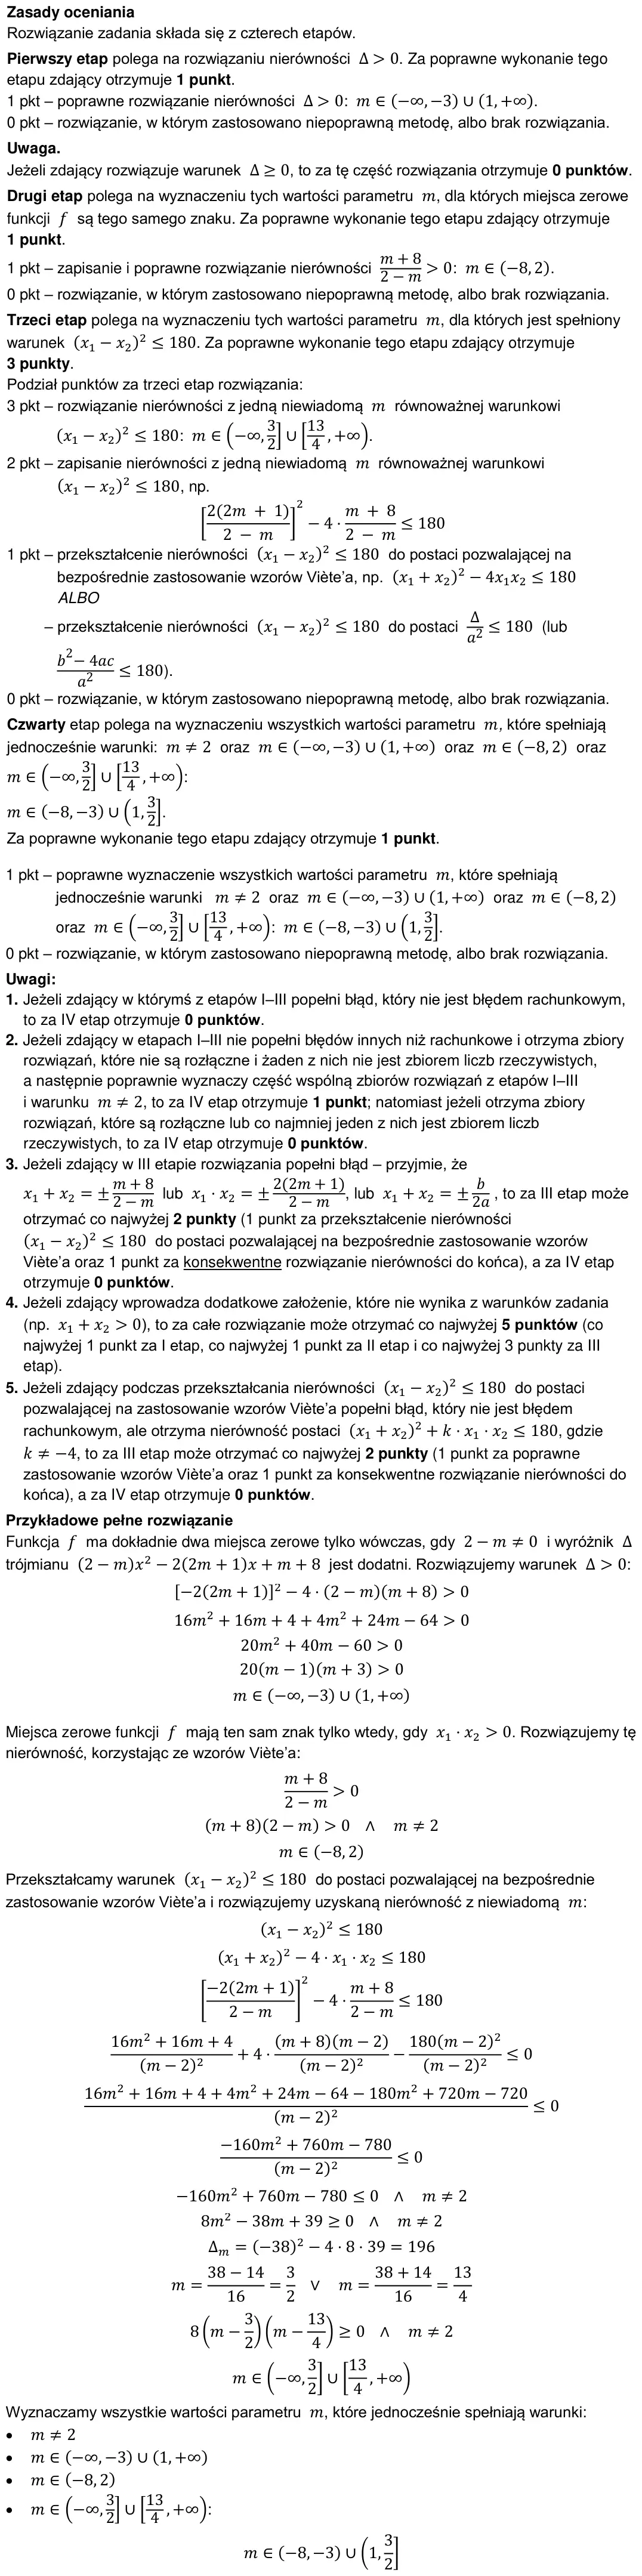 Zasady oceniania
Rozwiązanie zadania składa się z czterech etapów.
Pierwszy etap polega na rozwiązaniu nierówności Δ > 0. Za poprawne wykonanie tego
etapu zdający otrzymuje 1 punkt.
1 pkt – poprawne rozwiązanie nierówności Δ > 0: m ∈ (−∞, −3) ∪ (1, +∞).
0 pkt – rozwiązanie, w którym zastosowano niepoprawną metodę, albo brak rozwiązania.
Uwaga.
Jeżeli zdający rozwiązuje warunek Δ ≥ 0, to za tę część rozwiązania otrzymuje 0 punktów.
Drugi etap polega na wyznaczeniu tych wartości parametru m, dla których miejsca zerowe
funkcji f są tego samego znaku. Za poprawne wykonanie tego etapu zdający otrzymuje
1 punkt.
1 pkt – zapisanie i poprawne rozwiązanie nierówności (m + 8)/(2 − m) > 0: m ∈ (−8, 2).
0 pkt – rozwiązanie, w którym zastosowano niepoprawną metodę, albo brak rozwiązania.
Trzeci etap polega na wyznaczeniu tych wartości parametru m, dla których jest spełniony
warunek (x₁ − x₂)² ≤ 180. Za poprawne wykonanie tego etapu zdający otrzymuje
3 punkty.
Podział punktów za trzeci etap rozwiązania:
3 pkt – rozwiązanie nierówności z jedną niewiadomą m równoważnej warunkowi
(x₁ − x₂)² ≤ 180: m ∈ (−∞, 3/2] ∪ [13/4, +∞).
2 pkt – zapisanie nierówności z jedną niewiadomą m równoważnej warunkowi
(x₁ − x₂)² ≤ 180, np.
[2(2m + 1)/(2 − m)]² − 4 · (m + 8)/(2 − m) ≤ 180
1 pkt – przekształcenie nierówności (x₁ − x₂)² ≤ 180 do postaci pozwalającej na
bezpośrednie zastosowanie wzorów Viète'a, np. (x₁ + x₂)² − 4x₁x₂ ≤ 180
ALBO
– przekształcenie nierówności (x₁ − x₂)² ≤ 180 do postaci Δ/a² ≤ 180 (lub
(b² − 4ac)/a² ≤ 180).
0 pkt – rozwiązanie, w którym zastosowano niepoprawną metodę, albo brak rozwiązania.
Czwarty etap polega na wyznaczeniu wszystkich wartości parametru m, które spełniają
jednocześnie warunki: m ≠ 2 oraz m ∈ (−∞, −3) ∪ (1, +∞) oraz m ∈ (−8, 2) oraz
m ∈ (−∞, 3/2] ∪ [13/4, +∞):
m ∈ (−8, −3) ∪ (1, 3/2].
Za poprawne wykonanie tego etapu zdający otrzymuje 1 punkt.
1 pkt – poprawne wyznaczenie wszystkich wartości parametru m, które spełniają
jednocześnie warunki m ≠ 2 oraz m ∈ (−∞, −3) ∪ (1, +∞) oraz m ∈ (−8, 2)
oraz m ∈ (−∞, 3/2] ∪ [13/4, +∞): m ∈ (−8, −3) ∪ (1, 3/2].
0 pkt – rozwiązanie, w którym zastosowano niepoprawną metodę, albo brak rozwiązania.
Uwagi:
1. Jeżeli zdający w którymś z etapów I–III popełni błąd, który nie jest błędem rachunkowym,
to za IV etap otrzymuje 0 punktów.
2. Jeżeli zdający w etapach I–III nie popełni błędów innych niż rachunkowe i otrzyma zbiory
rozwiązań, które nie są rozłączne i żaden z nich nie jest zbiorem liczb rzeczywistych,
a następnie poprawnie wyznaczy część wspólną zbiorów rozwiązań z etapów I–III
i warunku m ≠ 2, to za IV etap otrzymuje 1 punkt; natomiast jeżeli otrzyma zbiory
rozwiązań, które są rozłączne lub co najmniej jeden z nich jest zbiorem liczb
rzeczywistych, to za IV etap otrzymuje 0 punktów.
3. Jeżeli zdający w III etapie rozwiązania popełni błąd – przyjmie, że
x₁ + x₂ = ±(m + 8)/(2 − m) lub x₁ · x₂ = ±2(2m + 1)/(2 − m), lub x₁ + x₂ = ±b/(2a) , to za III etap może
otrzymać co najwyżej 2 punkty (1 punkt za przekształcenie nierówności
(x₁ − x₂)² ≤ 180 do postaci pozwalającej na bezpośrednie zastosowanie wzorów
Viète'a oraz 1 punkt za konsekwentne rozwiązanie nierówności do końca), a za IV etap
otrzymuje 0 punktów.
4. Jeżeli zdający wprowadza dodatkowe założenie, które nie wynika z warunków zadania
(np. x₁ + x₂ > 0), to za całe rozwiązanie może otrzymać co najwyżej 5 punktów (co
najwyżej 1 punkt za I etap, co najwyżej 1 punkt za II etap i co najwyżej 3 punkty za III
etap).
5. Jeżeli zdający podczas przekształcania nierówności (x₁ − x₂)² ≤ 180 do postaci
pozwalającej na zastosowanie wzorów Viète'a popełni błąd, który nie jest błędem
rachunkowym, ale otrzyma nierówność postaci (x₁ + x₂)² + k · x₁ · x₂ ≤ 180, gdzie
k ≠ −4, to za III etap może otrzymać co najwyżej 2 punkty (1 punkt za poprawne
zastosowanie wzorów Viète'a oraz 1 punkt za konsekwentne rozwiązanie nierówności do
końca), a za IV etap otrzymuje 0 punktów.
Przykładowe pełne rozwiązanie
Funkcja f ma dokładnie dwa miejsca zerowe tylko wówczas, gdy 2 − m ≠ 0 i wyróżnik Δ
trójmianu (2 − m)x² − 2(2m + 1)x + m + 8 jest dodatni. Rozwiązujemy warunek Δ > 0:
[−2(2m + 1)]² − 4 · (2 − m)(m + 8) > 0
16m² + 16m + 4 + 4m² + 24m − 64 > 0
20m² + 40m − 60 > 0
20(m − 1)(m + 3) > 0
m ∈ (−∞, −3) ∪ (1, +∞)
Miejsca zerowe funkcji f mają ten sam znak tylko wtedy, gdy x₁ · x₂ > 0. Rozwiązujemy tę
nierówność, korzystając ze wzorów Viète'a:
(m + 8)/(2 − m) > 0
(m + 8)(2 − m) > 0 ∧ m ≠ 2
m ∈ (−8, 2)
Przekształcamy warunek (x₁ − x₂)² ≤ 180 do postaci pozwalającej na bezpośrednie
zastosowanie wzorów Viète'a i rozwiązujemy uzyskaną nierówność z niewiadomą m:
(x₁ − x₂)² ≤ 180
(x₁ + x₂)² − 4 · x₁ · x₂ ≤ 180
[−2(2m + 1)/(2 − m)]² − 4 · (m + 8)/(2 − m) ≤ 180
(16m² + 16m + 4)/(m − 2)² + 4 · (m + 8)(m − 2)/(m − 2)² − 180(m − 2)²/(m − 2)² ≤ 0
(16m² + 16m + 4 + 4m² + 24m − 64 − 180m² + 720m − 720)/(m − 2)² ≤ 0
(−160m² + 760m − 780)/(m − 2)² ≤ 0
−160m² + 760m − 780 ≤ 0 ∧ m ≠ 2
8m² − 38m + 39 ≥ 0 ∧ m ≠ 2
Δₘ = (−38)² − 4 · 8 · 39 = 196
m = (38 − 14)/16 = 3/2 ∨ m = (38 + 14)/16 = 13/4
8(m − 3/2)(m − 13/4) ≥ 0 ∧ m ≠ 2
m ∈ (−∞, 3/2] ∪ [13/4, +∞)
Wyznaczamy wszystkie wartości parametru m, które jednocześnie spełniają warunki:
• m ≠ 2
• m ∈ (−∞, −3) ∪ (1, +∞)
• m ∈ (−8, 2)
• m ∈ (−∞, 3/2] ∪ [13/4, +∞):
m ∈ (−8, −3) ∪ (1, 3/2]